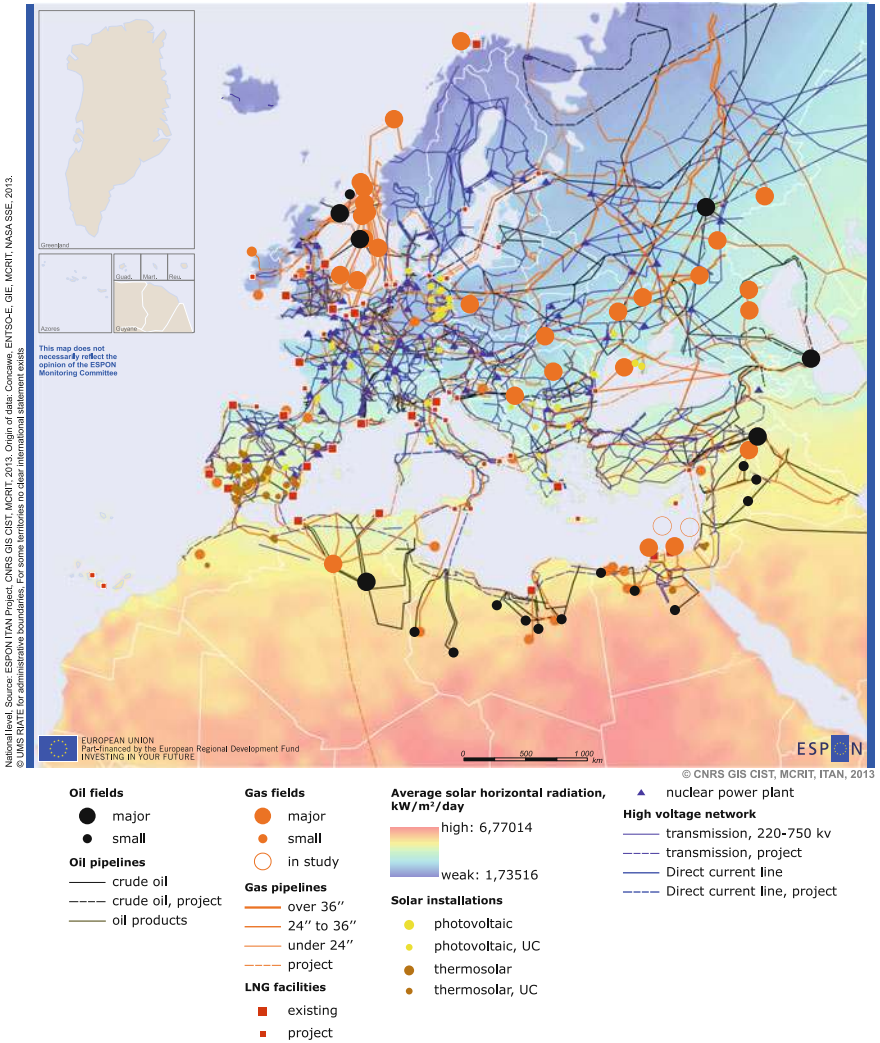 National level. Source: ESPON ITAN Project, CNRS GIS CIST, MCRIT, 2013. Origin of data: Concawe, ENTSO-E, GIE, MCRIT, NASA SSE, 2013.
© UMS RIATE for administrative boundaries, For some territories no clear international statement exists
Greenland
Azores
Guad.
Mart.
Reu.
Guyane
This map does not
necessarily reflect the
opinion of the ESPON
Monitoring Committee
EUROPEAN UNION
Part-financed by the European Regional Development Fund
INVESTING IN YOUR FUTURE
0 500 1 000
km
ESPON
© CNRS GIS CIST, MCRIT, ITAN, 2013
Oil fields
major
small
Oil pipelines
crude oil
crude oil, project
oil products
Gas fields
major
small
in study
Gas pipelines
over 36’’
24’’ to 36’’
under 24’’
project
LNG facilities
existing
project
Average solar horizontal radiation,
kW/m²/day
high: 6,77014
weak: 1,73516
Solar installations
photovoltaic
photovoltaic, UC
thermosolar
thermosolar, UC
nuclear power plant
High voltage network
transmission, 220-750 kv
transmission, project
Direct current line
Direct current line, project